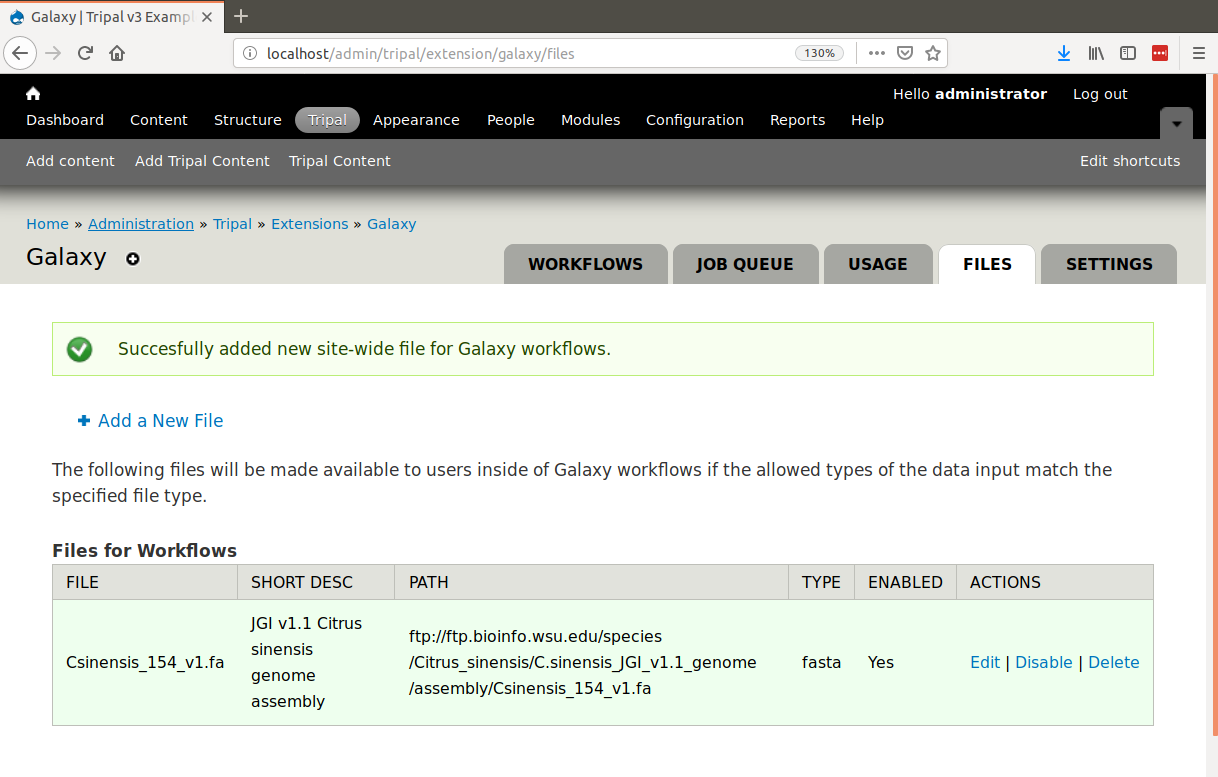 Galaxy | Tripal v3 Examp
localhost/admin/tripal/extension/galaxy/files 130%
Hello administrator Log out
Dashboard Content Structure Tripal Appearance People Modules Configuration Reports Help
Add content Add Tripal Content Tripal Content Edit shortcuts
Home » Administration » Tripal » Extensions » Galaxy
Galaxy WORKFLOWS JOB QUEUE USAGE FILES SETTINGS
Succesfully added new site-wide file for Galaxy workflows.
Add a New File
The following files will be made available to users inside of Galaxy workflows if the allowed types of the data input match the
specified file type.
Files for Workflows
FILE SHORT DESC PATH TYPE ENABLED ACTIONS
Csinensis_154_v1.fa
JGI v1.1 Citrus
sinensis
genome
assembly
ftp://ftp.bioinfo.wsu.edu/species
/Citrus_sinensis/C.sinensis_JGI_v1.1_genome
/assembly/Csinensis_154_v1.fa
fasta
Yes
Edit | Disable | Delete